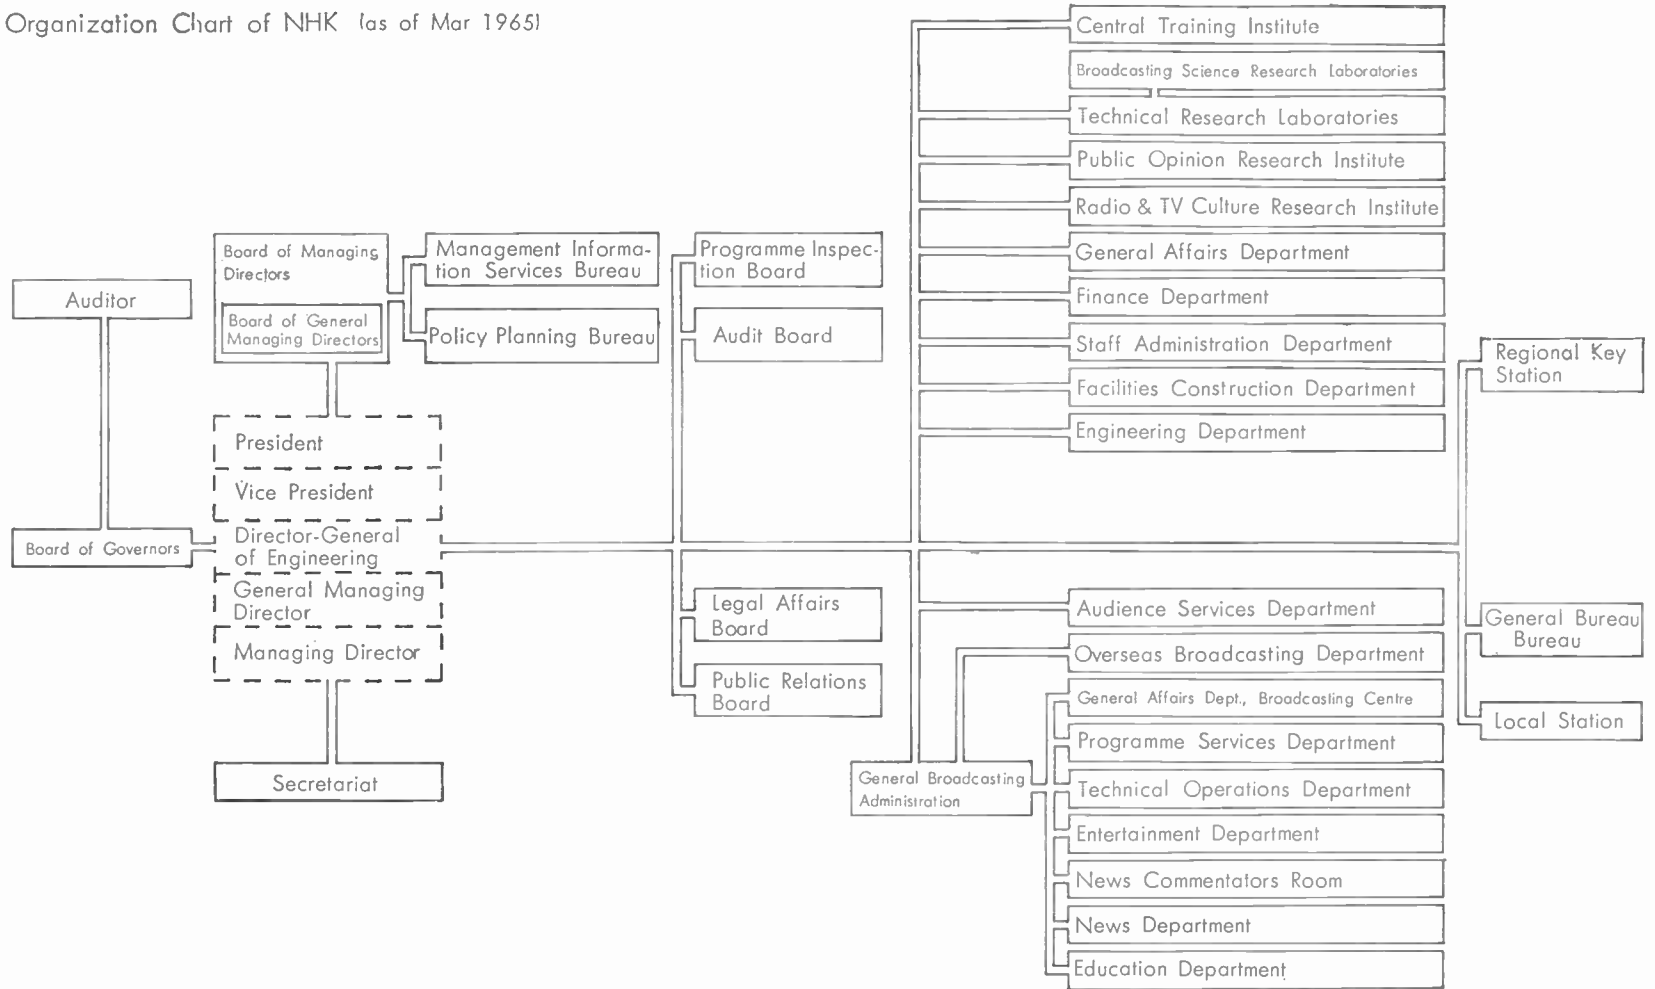 Organization Chart of NHK (as of Mar 1965)
Auditor
Board of Governors
Board of Managing
Directors
Board of General
Managing Directors
President
Vice President
Director-General
of Engineering
General Managing
Director
Managing Director
Secretariat
Management Informa-
tion Services Bureau
Policy Planning Bureau
Programme Inspec-
tion Board
Audit Board
Legal Affairs
Board
Public Relations
Board
Central Training Institute
Broadcasting Science Research Laboratories
Technical Research Laboratories
Public Opinion Research Institute
Radio & TV Culture Research Institute
General Affairs Department
Finance Department
Staff Administration Department
Facilities Construction Department
Engineering Department
Audience Services Department
Overseas Broadcasting Department
General Broadcasting
Administration
General Affairs Dept., Broadcasting Centre
Programme Services Department
Technical Operations Department
Entertainment Department
News Commentators Room
News Department
Education Department
Regional Key
Station
General Bureau
Bureau
Local Station